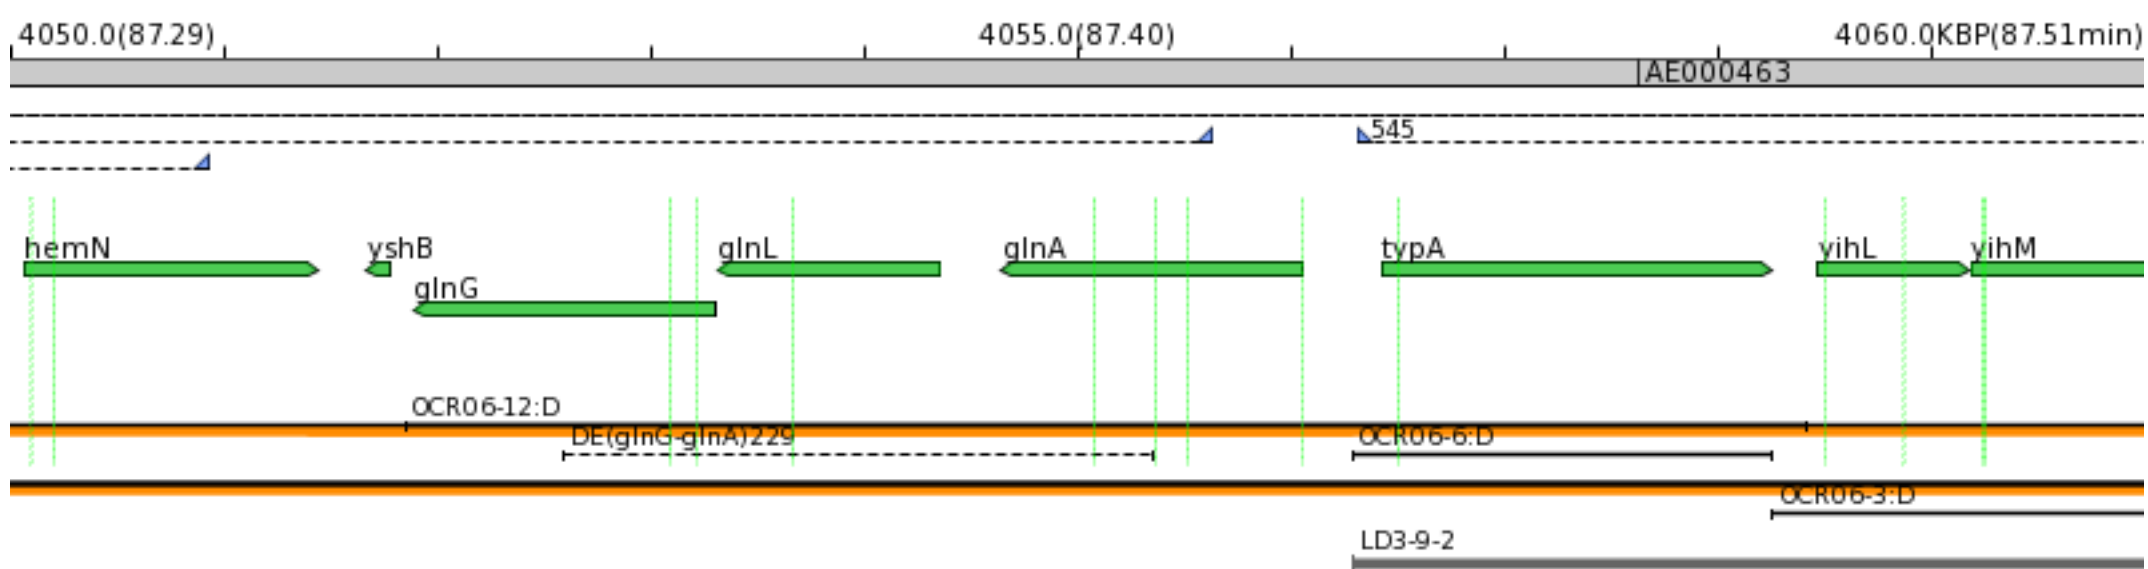 4050.0(87.29) 4055.0(87.40) 4060.0KBP(87.51min)
AE000463
545
hemN yshB glnL glnA typA yihL yihM
glnG
OCR06-12:D
DE(glnG-glnA)229 OCR06-6:D
OCR06-3:D
LD3-9-2